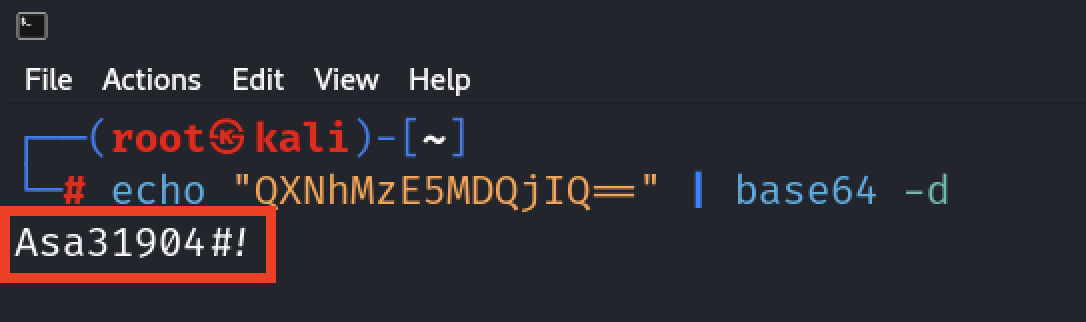 File Actions Edit View Help
┌──(root㉿kali)-[~]
└─# echo "QXNhMzE5MDQjIQ==" | base64 -d
Asa31904#!